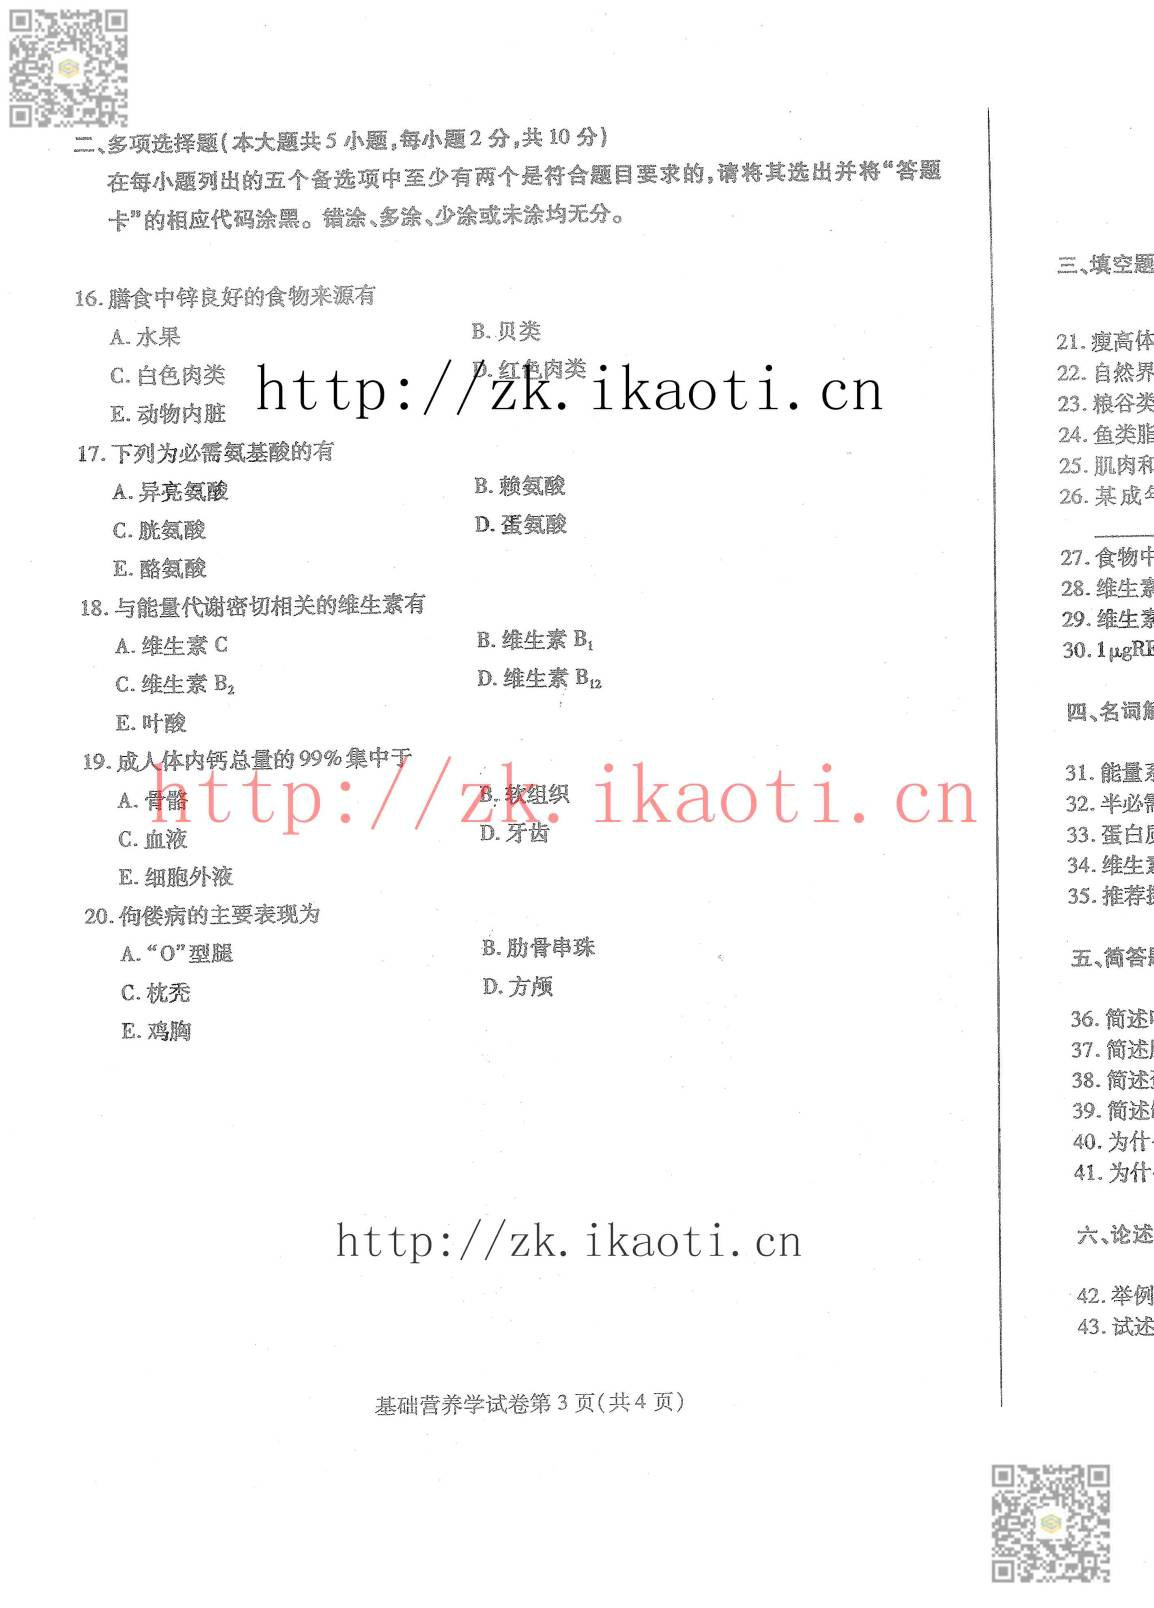 二、多项选择题(本大题共5小题,每小题2分,共10分)
在每小题列出的五个备选项中至少有两个是符合题目要求的,请将其选出并将“答题
卡”的相应代码涂黑。错涂、多涂、少涂或未涂均无分。
16.膳食中锌良好的食物来源有
A.水果
B.贝类
C.白色肉类
D.红色肉类
E.动物内脏
http://zk.ikaoti.cn
17.下列为必需氨基酸的有
A.异亮氨酸
B.赖氨酸
C.胱氨酸
D.蛋氨酸
E.酪氨酸
18.与能量代谢密切相关的维生素有
A.维生素 C
B.维生素 B₁
C.维生素 B₂
D.维生素 B₁₂
E.叶酸
19.成人体内钙总量的99%集中于
A.骨骼
B.软组织
C.血液
D.牙齿
E.细胞外液
http://zk.ikaoti.cn
20.佝偻病的主要表现为
A.“O”型腿
B.肋骨串珠
C.枕秃
D.方颅
E.鸡胸
http://zk.ikaoti.cn
基础营养学试卷第3页(共4页)
三、填空题
21.瘦高体
22.自然界
23.粮谷类
24.鱼类脂
25.肌肉和
26.某成年
27.食物中
28.维生素
29.维生素
30.1μgRE
四、名词解
31.能量系
32.半必需
33.蛋白质
34.维生素
35.推荐摄
五、简答题
36.简述
37.简述
38.简述
39.简述
40.为什
41.为什
六、论述
42.举例
43.试述